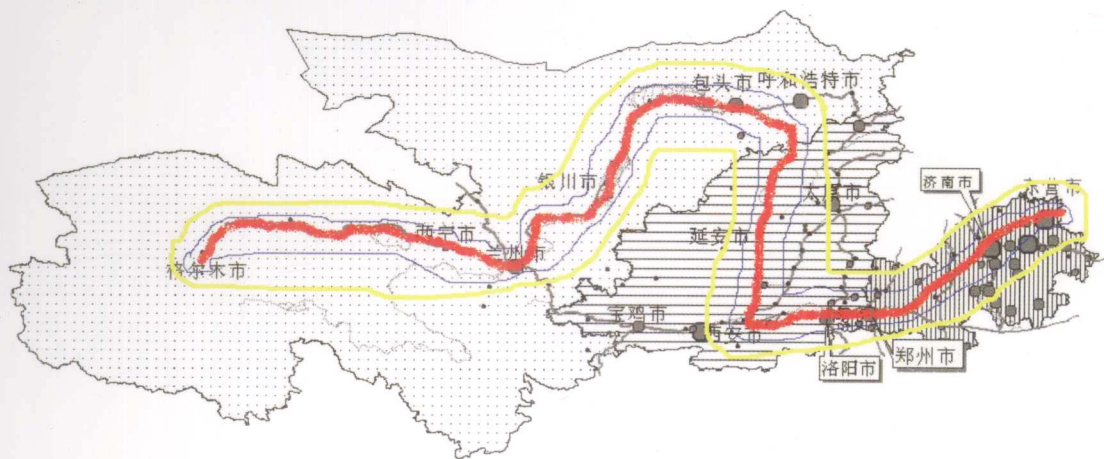 包头市
呼和浩特市
银川市
太原市
济南市
东营市
西宁市
延安市
兰州市
格尔木市
宝鸡市
西安市
洛阳市
郑州市